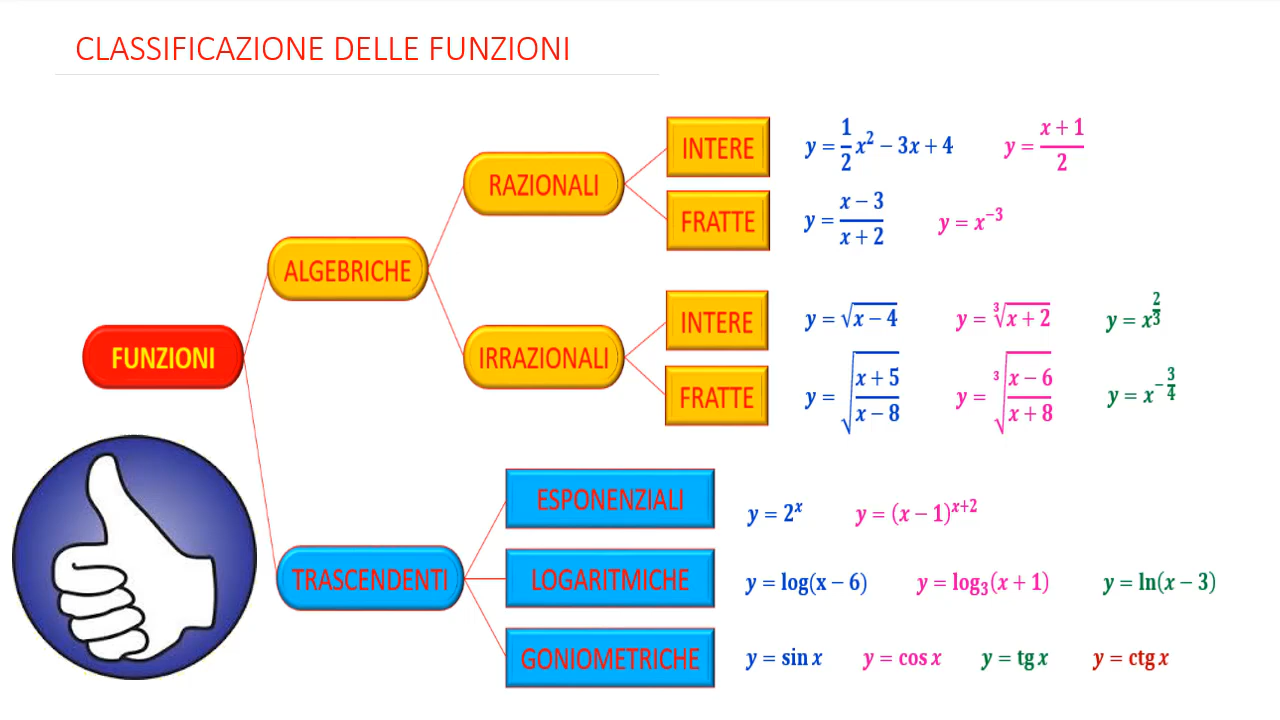 CLASSIFICAZIONE DELLE FUNZIONI
FUNZIONI
ALGEBRICHE
RAZIONALI
INTERE
y = 1/2 x² − 3x + 4
y = (x + 1)/2
FRATTE
y = (x − 3)/(x + 2)
y = x⁻³
IRRAZIONALI
INTERE
y = √(x − 4)
y = ∛(x + 2)
y = x^(2/3)
FRATTE
y = √((x + 5)/(x − 8))
y = ∛((x − 6)/(x + 8))
y = x^(−3/4)
TRASCENDENTI
ESPONENZIALI
y = 2ˣ
y = (x − 1)^(x+2)
LOGARITMICHE
y = log(x − 6)
y = log₃(x + 1)
y = ln(x − 3)
GONIOMETRICHE
y = sin x
y = cos x
y = tg x
y = ctg x